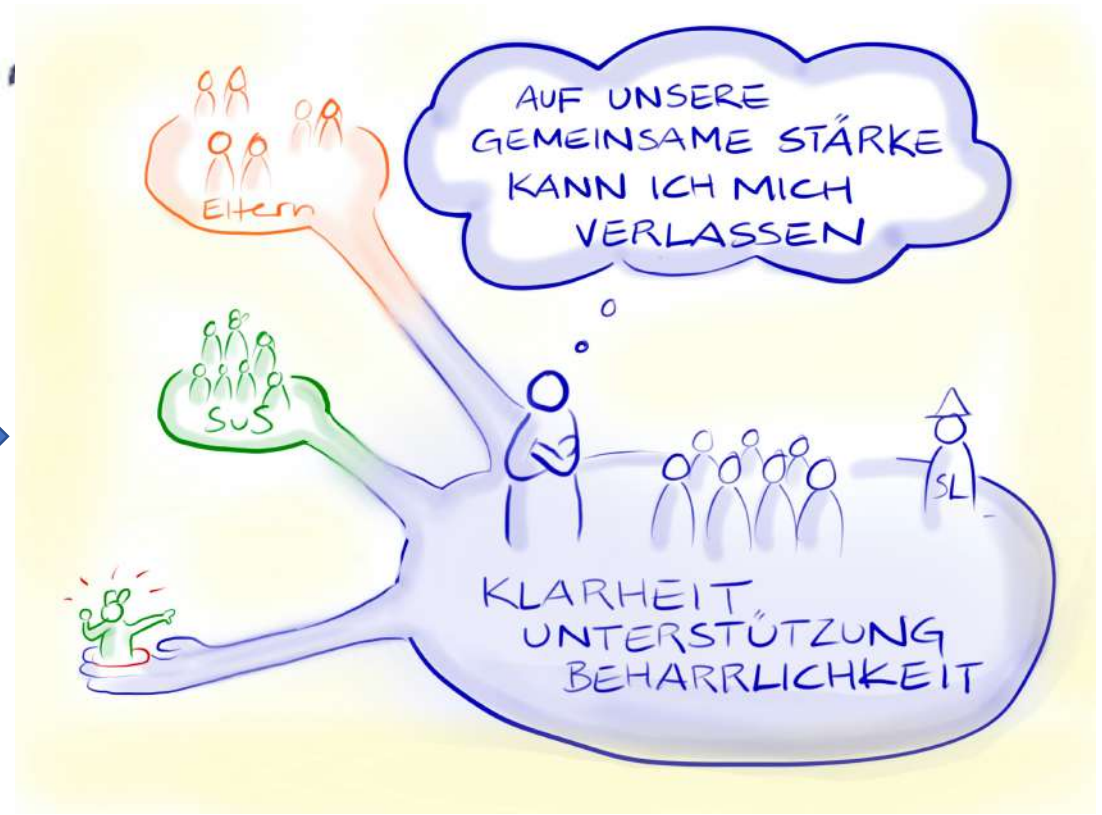 AUF UNSERE
GEMEINSAME STÄRKE
KANN ICH MICH
VERLASSEN
Eltern
SuS
SL
KLARHEIT
UNTERSTÜTZUNG
BEHARRLICHKEIT